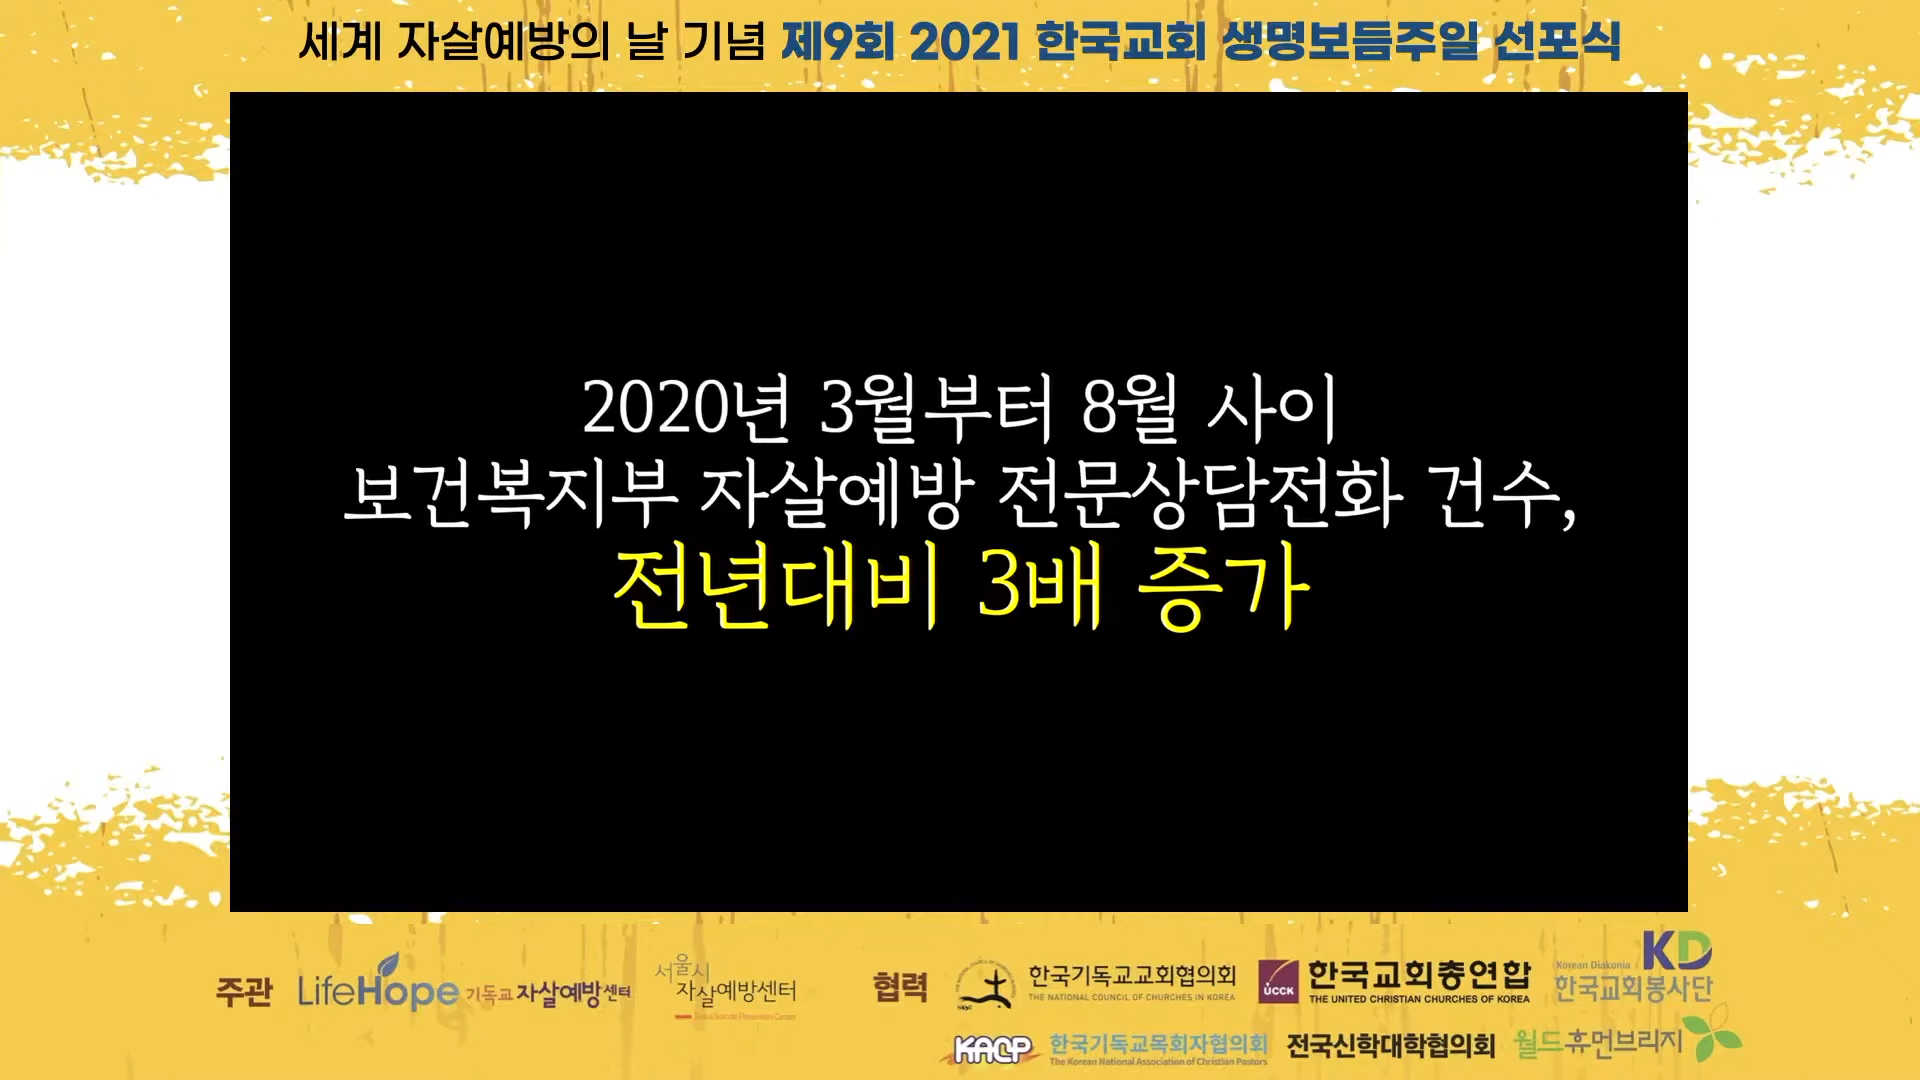 세계 자살예방의 날 기념 제9회 2021 한국교회 생명보듬주일 선포식
2020년 3월부터 8월 사이
보건복지부 자살예방 전문상담전화 건수,
전년대비 3배 증가
주관
LifeHope 기독교 자살예방센터
서울시
자살예방센터
Seoul Suicide Prevention Center
협력
한국기독교교회협의회
THE NATIONAL COUNCIL OF CHURCHES IN KOREA
UCCK
한국교회총연합
THE UNITED CHRISTIAN CHURCHES OF KOREA
KD
Korean Diakonia
한국교회봉사단
KACP
한국기독교목회자협의회
The Korean National Association of Christian Pastors
전국신학대학협의회
월드휴먼브리지